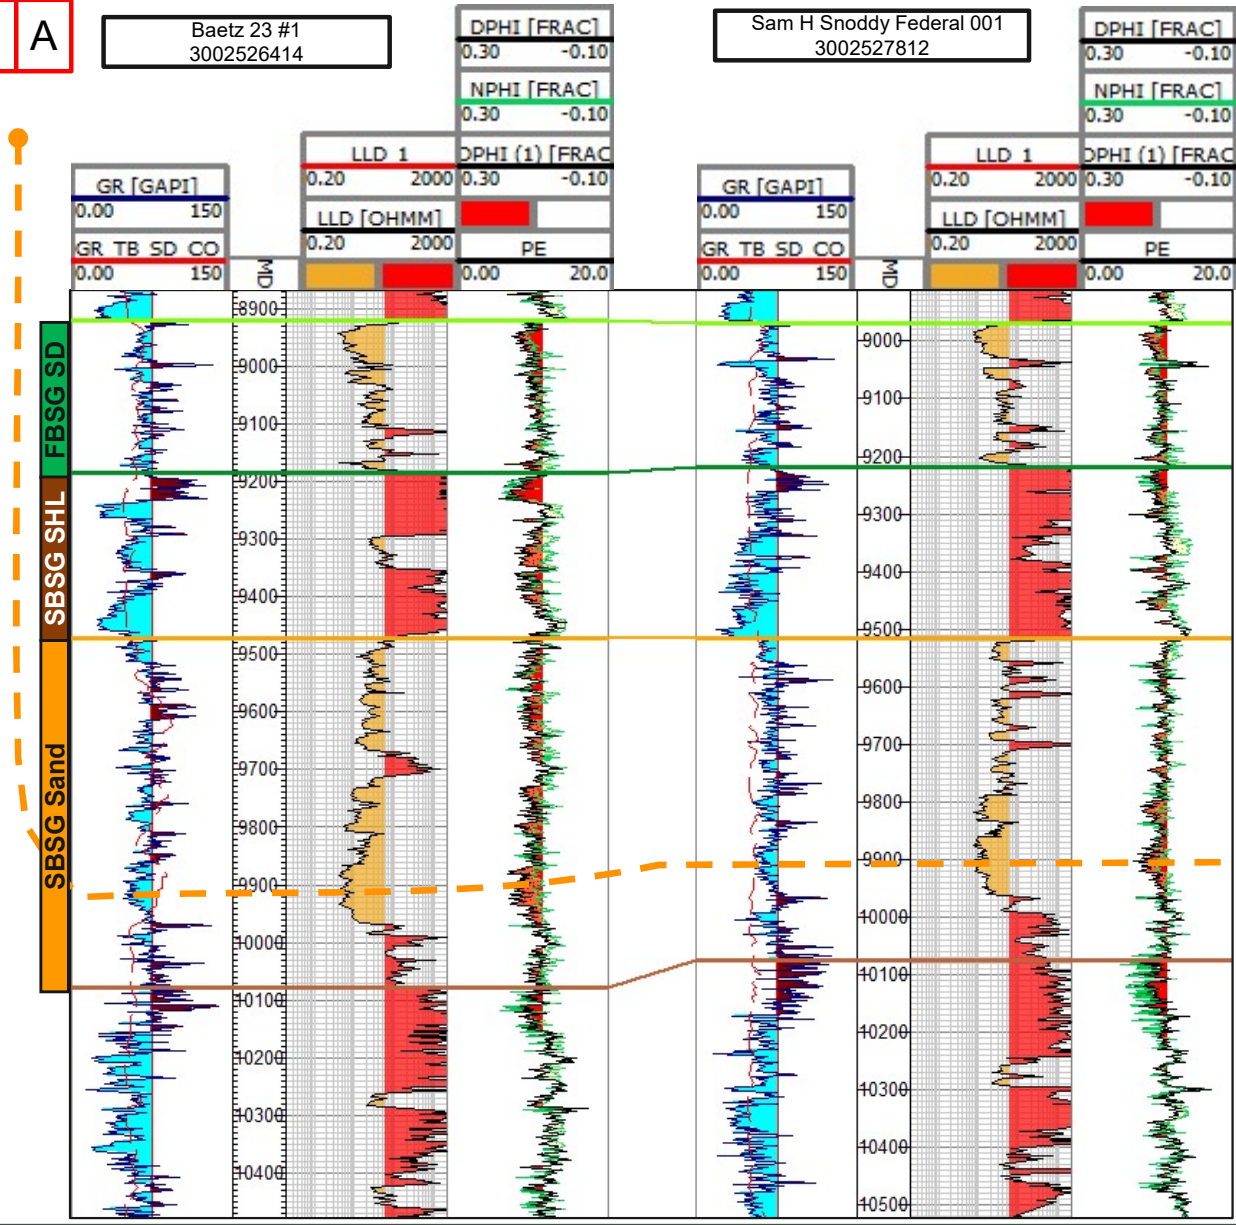 A
Baetz 23 #1
3002526414
Sam H Snoddy Federal 001
3002527812
DPHI [FRAC]
0.30 -0.10
NPHI [FRAC]
0.30 -0.10
DPHI (1) [FRAC
0.30 -0.10
PE
0.00 20.0
LLD 1
0.20 2000
LLD [OHMM]
0.20 2000
GR [GAPI]
0.00 150
GR TB SD CO
0.00 150
MD
DPHI [FRAC]
0.30 -0.10
NPHI [FRAC]
0.30 -0.10
DPHI (1) [FRAC
0.30 -0.10
PE
0.00 20.0
LLD 1
0.20 2000
LLD [OHMM]
0.20 2000
GR [GAPI]
0.00 150
GR TB SD CO
0.00 150
MD
FBSG SD
SBSG SHL
SBSG Sand
8900
9000
9100
9200
9300
9400
9500
9600
9700
9800
9900
10000
10100
10200
10300
10400
9000
9100
9200
9300
9400
9500
9600
9700
9800
9900
10000
10100
10200
10300
10400
10500